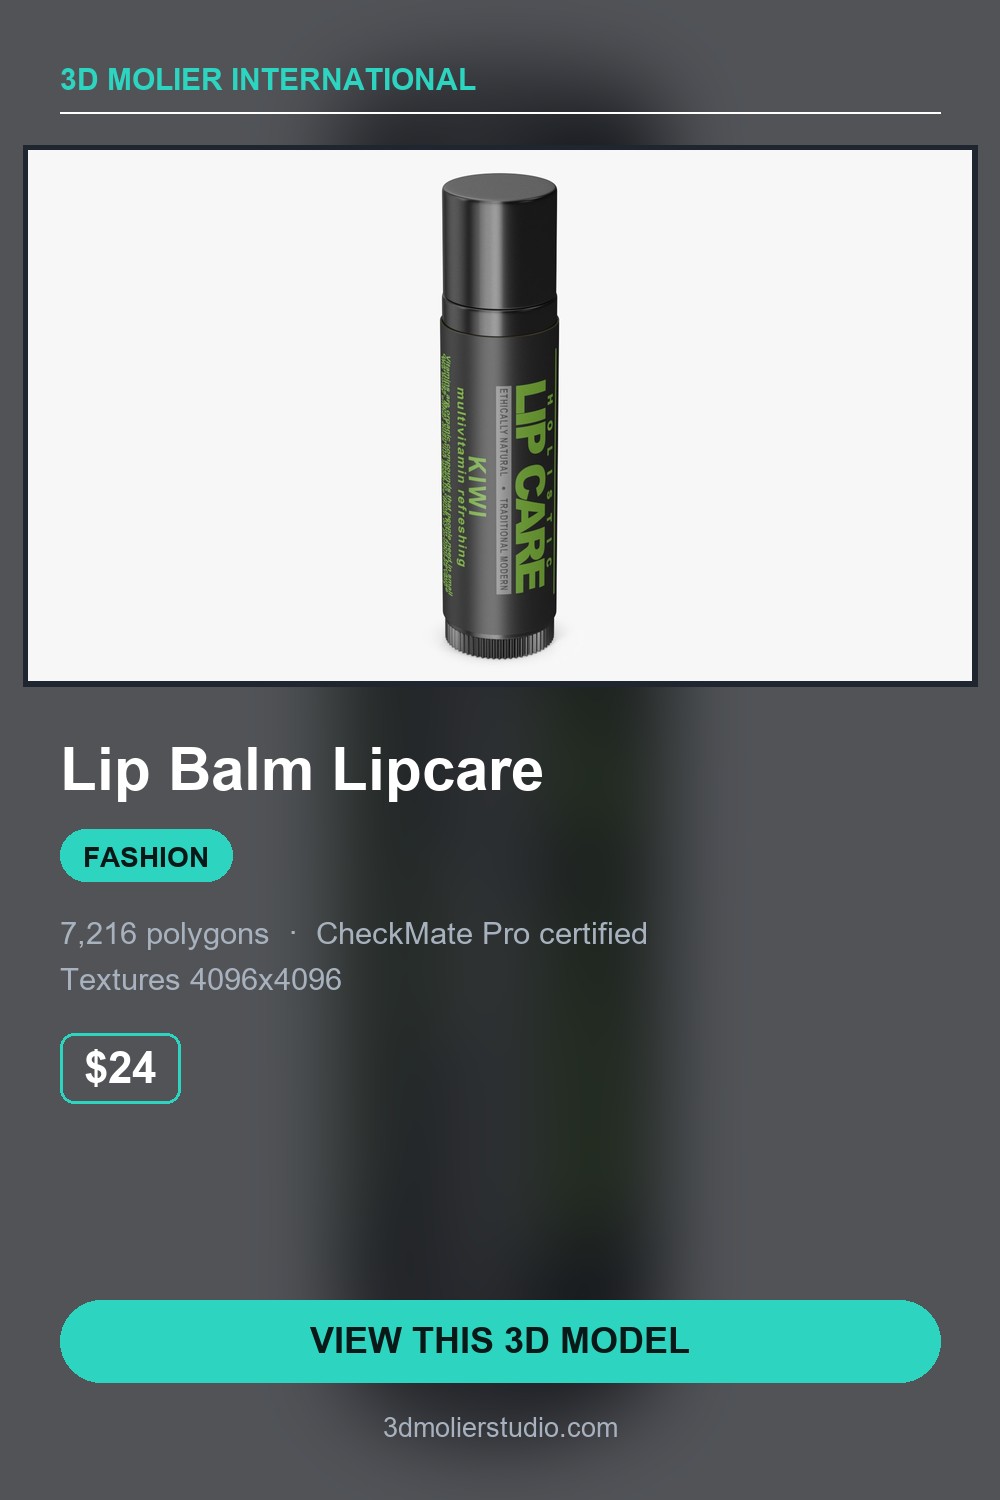 3D MOLIER INTERNATIONAL
HOLISTIC
LIP CARE
ETHICALLY NATURAL • TRADITIONAL MODERN
KIWI
multivitamin refreshing
Lip Balm Lipcare
FASHION
7,216 polygons · CheckMate Pro certified
Textures 4096x4096
$24
VIEW THIS 3D MODEL
3dmolierstudio.com